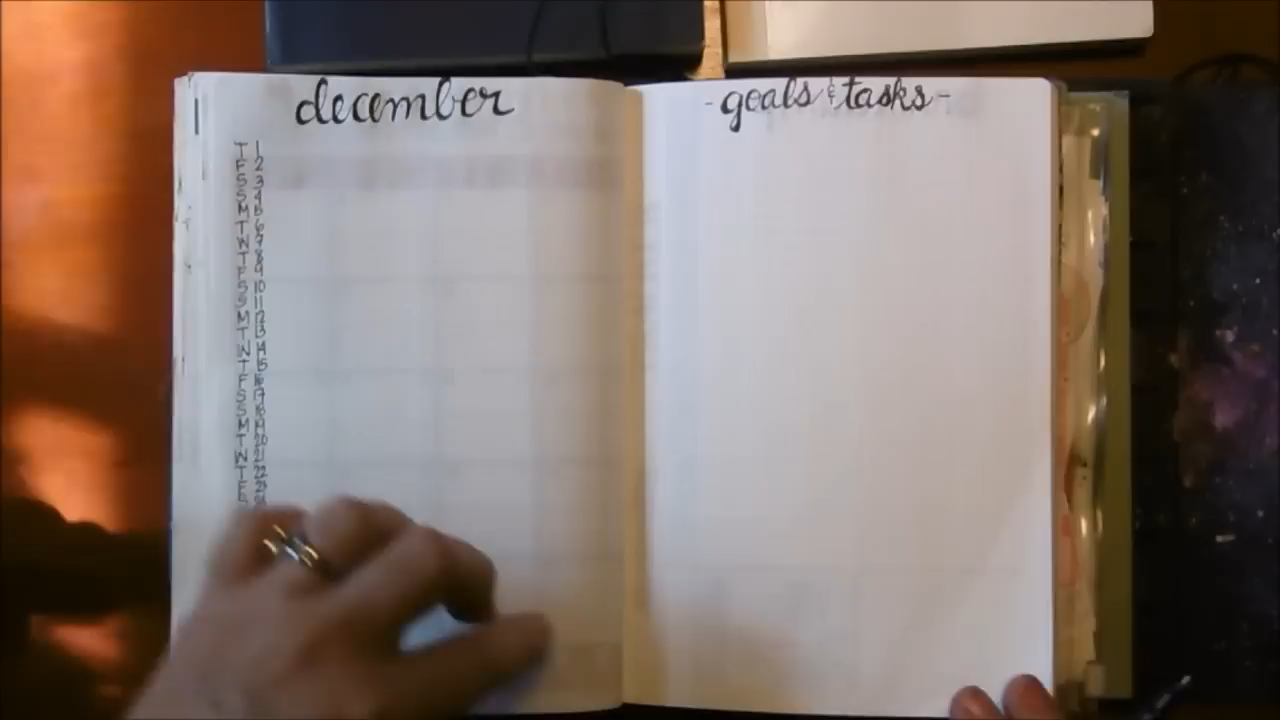 december
T 1
F 2
S 3
S 4
M 5
T 6
W 7
T 8
F 9
S 10
S 11
M 12
T 13
W 14
T 15
F 16
S 17
S 18
M 19
T 20
W 21
T 22
F 23
- goals & tasks -